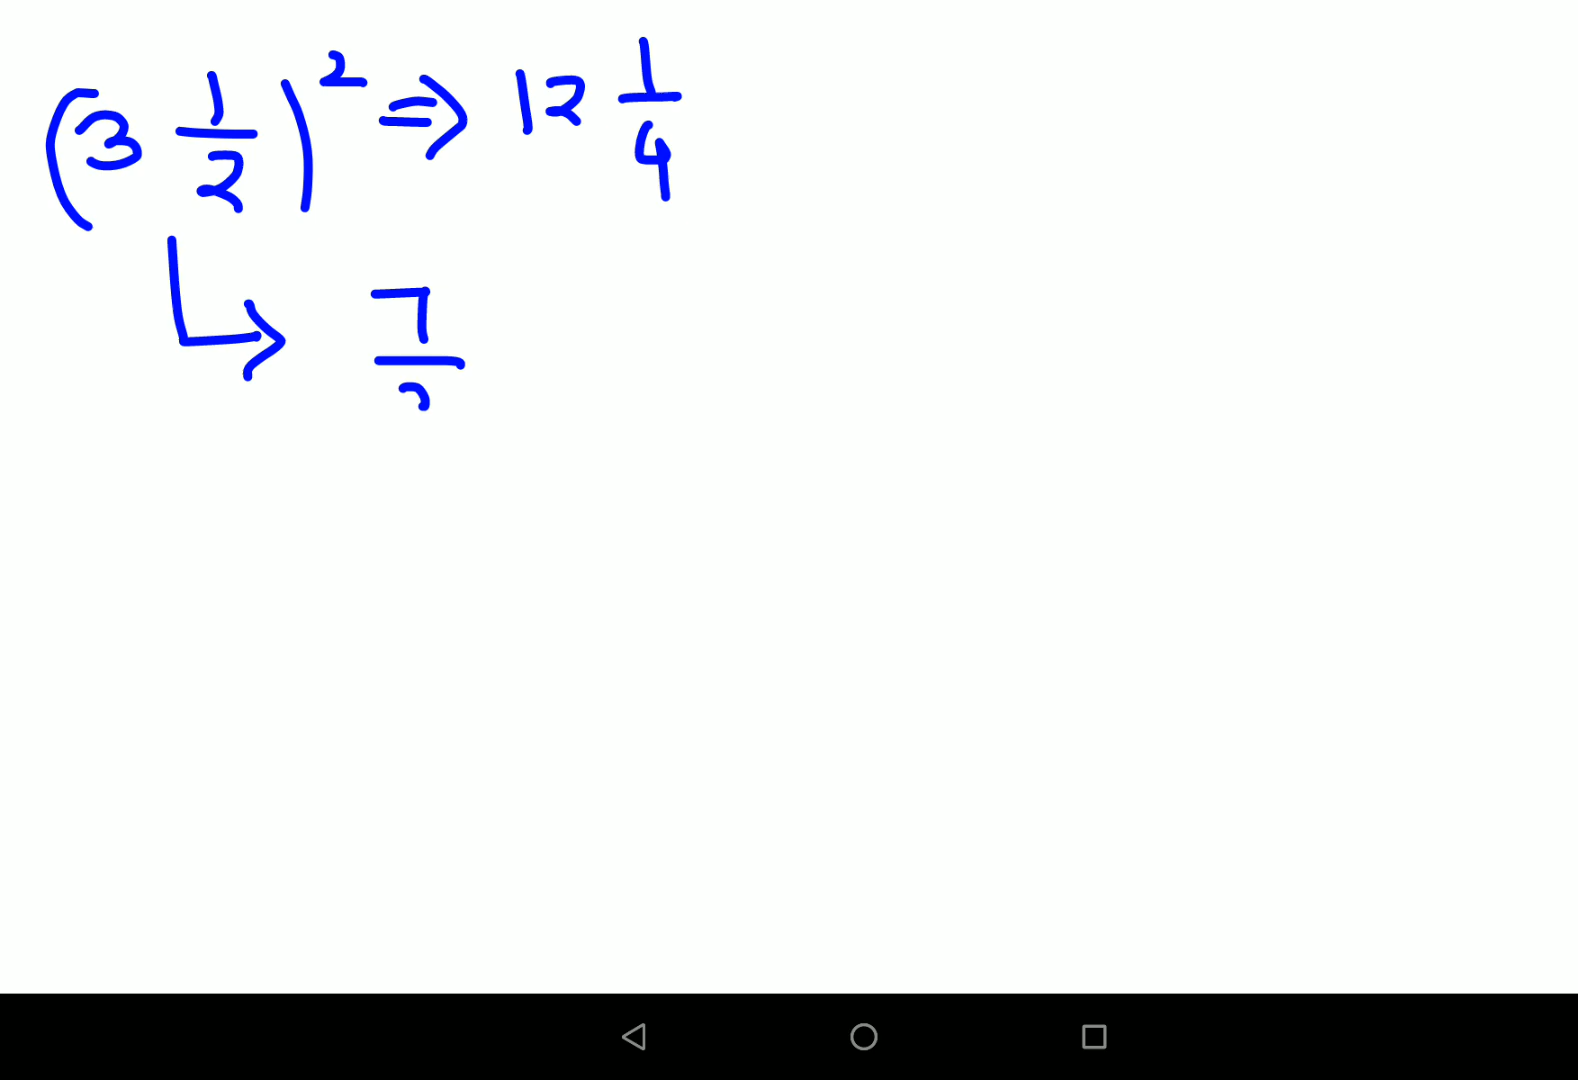 (3 1/2)² ⇒ 12 1/4
↳ 7/